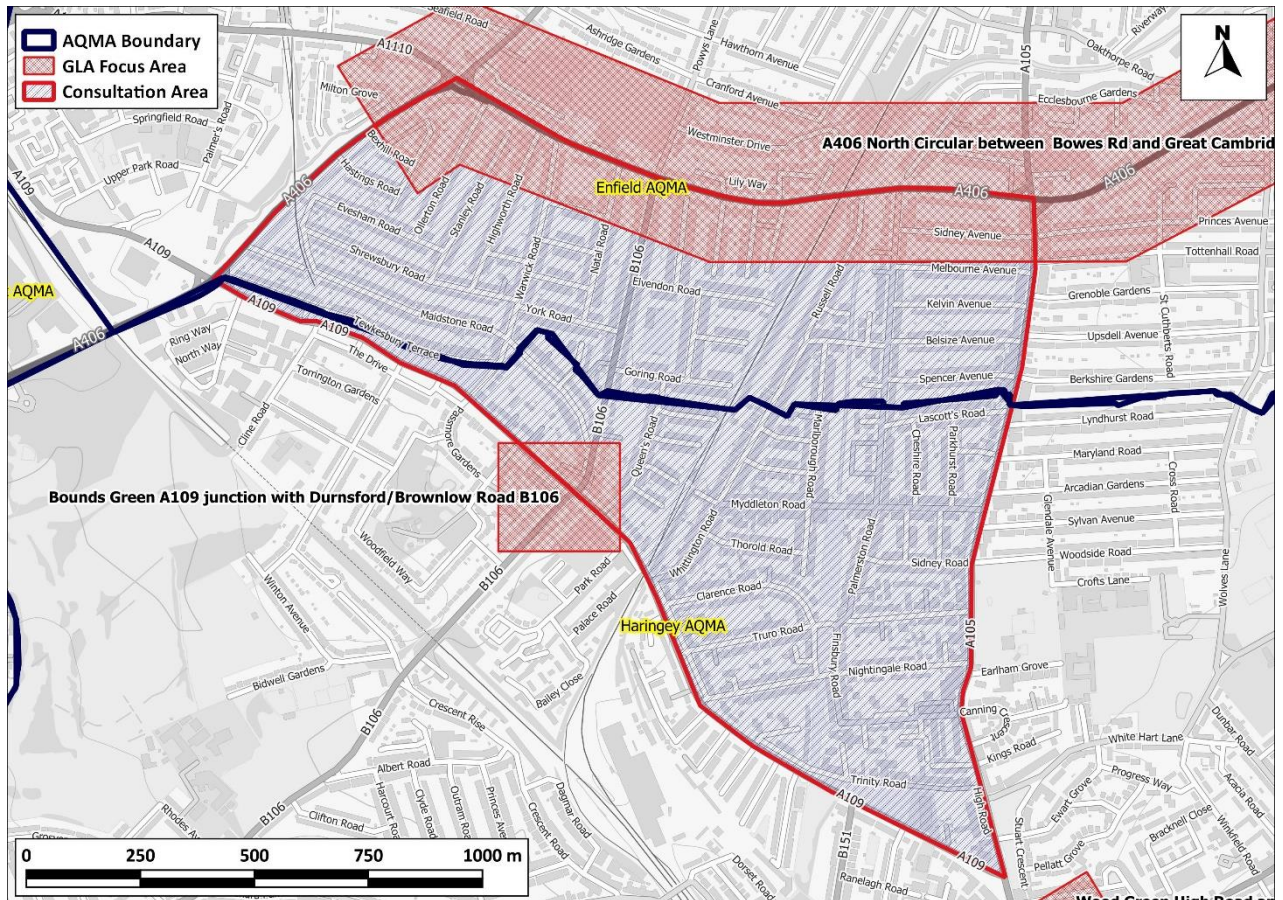 AQMA Boundary
GLA Focus Area
Consultation Area
N
Seafield Road
A1110
Ashridge Gardens
Powys Lane
Hawthorn Avenue
Cranford Avenue
A105
Oakthorpe Road
Riverway
Ecclesbourne Gardens
Milton Grove
Springfield Road
Palmer's Road
Upper Park Road
Westminster Drive
A406 North Circular between Bowes Rd and Great Cambrid
Bexhill Road
Hastings Road
Lily Way
Enfield AQMA
A406
A406
A109
Evesham Road
Ollerton Road
Stanley Road
Highworth Road
Princes Avenue
Sidney Avenue
Tottenhall Road
A109
Shrewsbury Road
Warwick Road
Natal Road
B106
Melbourne Avenue
Elvendon Road
Russell Road
Grenoble Gardens
St Cuthberts Road
AQMA
A109
Kelvin Avenue
Maidstone Road
York Road
A109
Tewkesbury Terrace
Ring Way
North Way
A406
Belsize Avenue
Upsdell Avenue
The Drive
Torrington Gardens
Goring Road
Spencer Avenue
Berkshire Gardens
Cline Road
Passmore Gardens
B106
Queen's Road
Marlborough Road
Lascott's Road
Lyndhurst Road
Cheshire Road
Parkhurst Road
Maryland Road
Cross Road
Arcadian Gardens
Bounds Green A109 junction with Durnsford/Brownlow Road B106
Myddleton Road
Glendale Avenue
Sylvan Avenue
Woodfield Way
Thorold Road
Whittington Road
Palmerston Road
Sidney Road
Woodside Road
Crofts Lane
Wolves Lane
B106
Park Road
Palace Road
Winton Avenue
Clarence Road
Haringey AQMA
Truro Road
A105
Finsbury Road
Nightingale Road
Earlham Grove
Bidwell Gardens
Bailey Close
Crescent Rise
Canning Crescent
Kings Road
White Hart Lane
Dunbar Road
B106
Albert Road
Harcourt Road
Clyde Road
Outram Road
Princes Ave
Crescent Road
Dagmar Road
Trinity Road
A109
High Road
Progress Way
Ewart Grove
Acacia Road
Bracknell Close
Winkfield Road
Clifton Road
Rhodes Av
Stuart Crescent
Pellatt Grove
B151
A109
Dorset Road
Ranelagh Road
0 250 500 750 1000 m
Wood Green High Road an